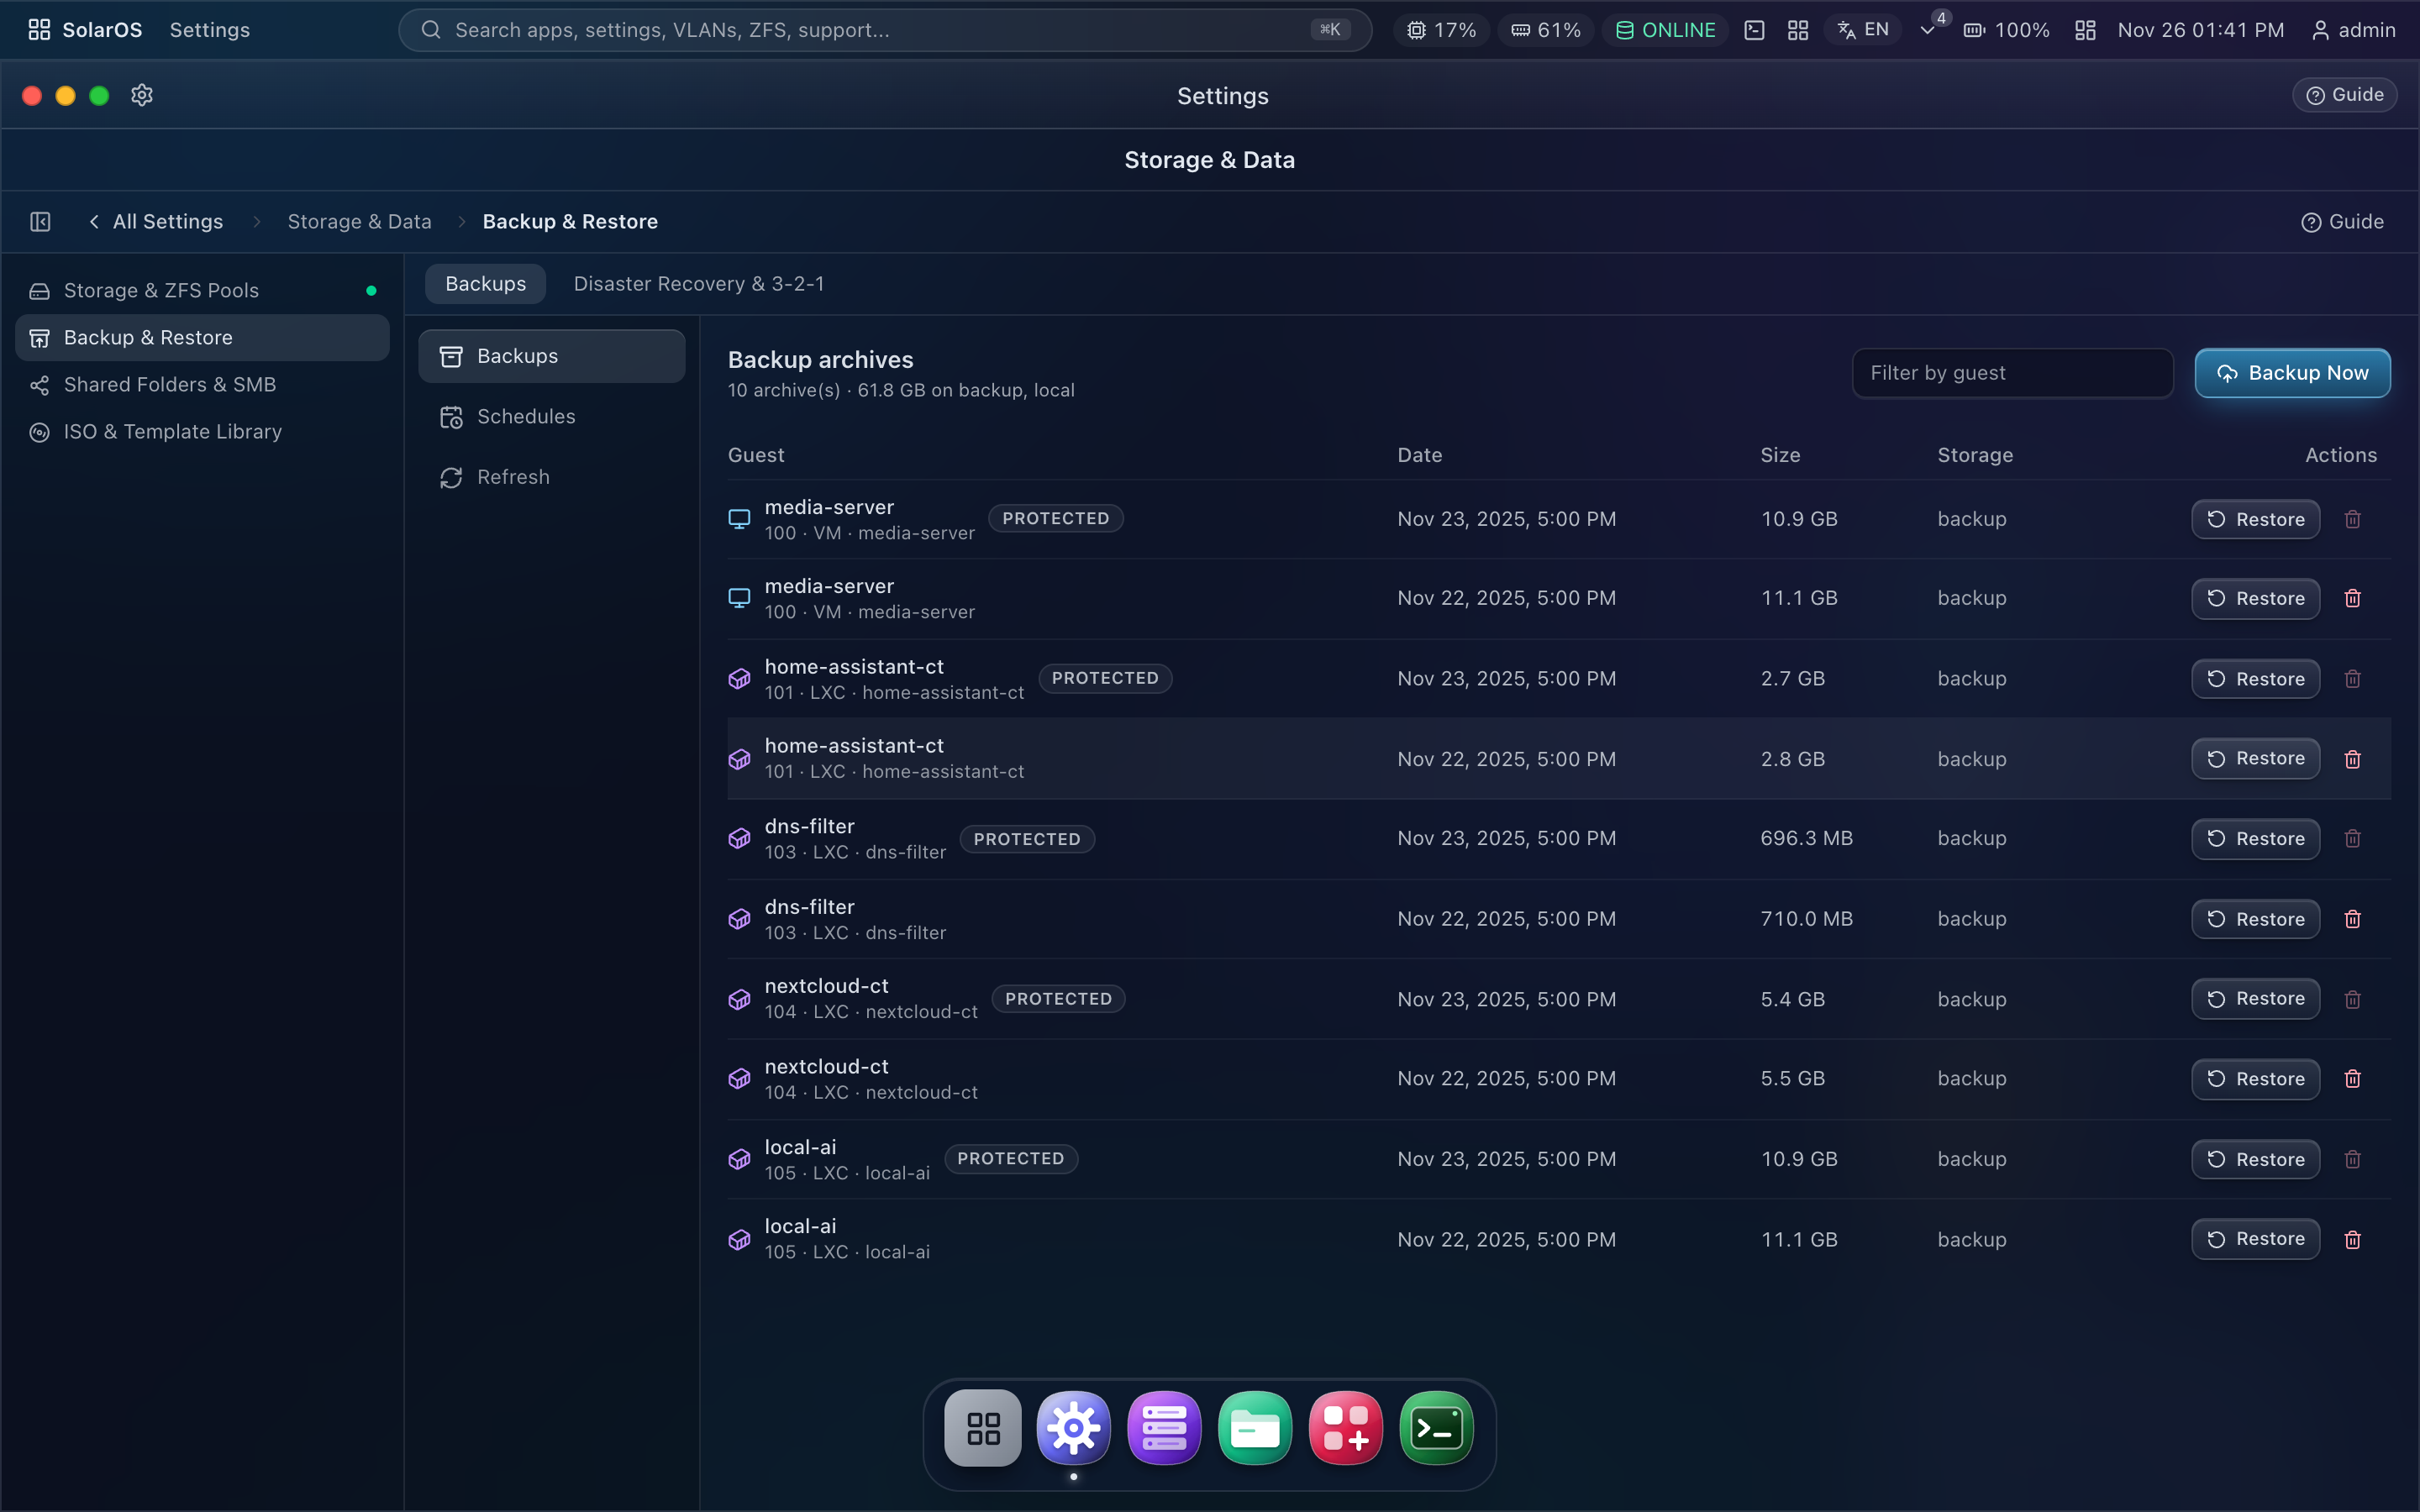 SolarOS Settings Search apps, settings, VLANs, ZFS, support... ⌘K 17% 61% ONLINE EN 4 100% Nov 26 01:41 PM admin
Settings Guide
Storage & Data
All Settings Storage & Data Backup & Restore Guide
Storage & ZFS Pools
Backup & Restore
Shared Folders & SMB
ISO & Template Library
Backups Disaster Recovery & 3-2-1
Backups
Schedules
Refresh
Backup archives
10 archive(s) · 61.8 GB on backup, local
Filter by guest Backup Now
Guest Date Size Storage Actions
media-server
100 · VM · media-server PROTECTED Nov 23, 2025, 5:00 PM 10.9 GB backup Restore
media-server
100 · VM · media-server Nov 22, 2025, 5:00 PM 11.1 GB backup Restore
home-assistant-ct
101 · LXC · home-assistant-ct PROTECTED Nov 23, 2025, 5:00 PM 2.7 GB backup Restore
home-assistant-ct
101 · LXC · home-assistant-ct Nov 22, 2025, 5:00 PM 2.8 GB backup Restore
dns-filter
103 · LXC · dns-filter PROTECTED Nov 23, 2025, 5:00 PM 696.3 MB backup Restore
dns-filter
103 · LXC · dns-filter Nov 22, 2025, 5:00 PM 710.0 MB backup Restore
nextcloud-ct
104 · LXC · nextcloud-ct PROTECTED Nov 23, 2025, 5:00 PM 5.4 GB backup Restore
nextcloud-ct
104 · LXC · nextcloud-ct Nov 22, 2025, 5:00 PM 5.5 GB backup Restore
local-ai
105 · LXC · local-ai PROTECTED Nov 23, 2025, 5:00 PM 10.9 GB backup Restore
local-ai
105 · LXC · local-ai Nov 22, 2025, 5:00 PM 11.1 GB backup Restore